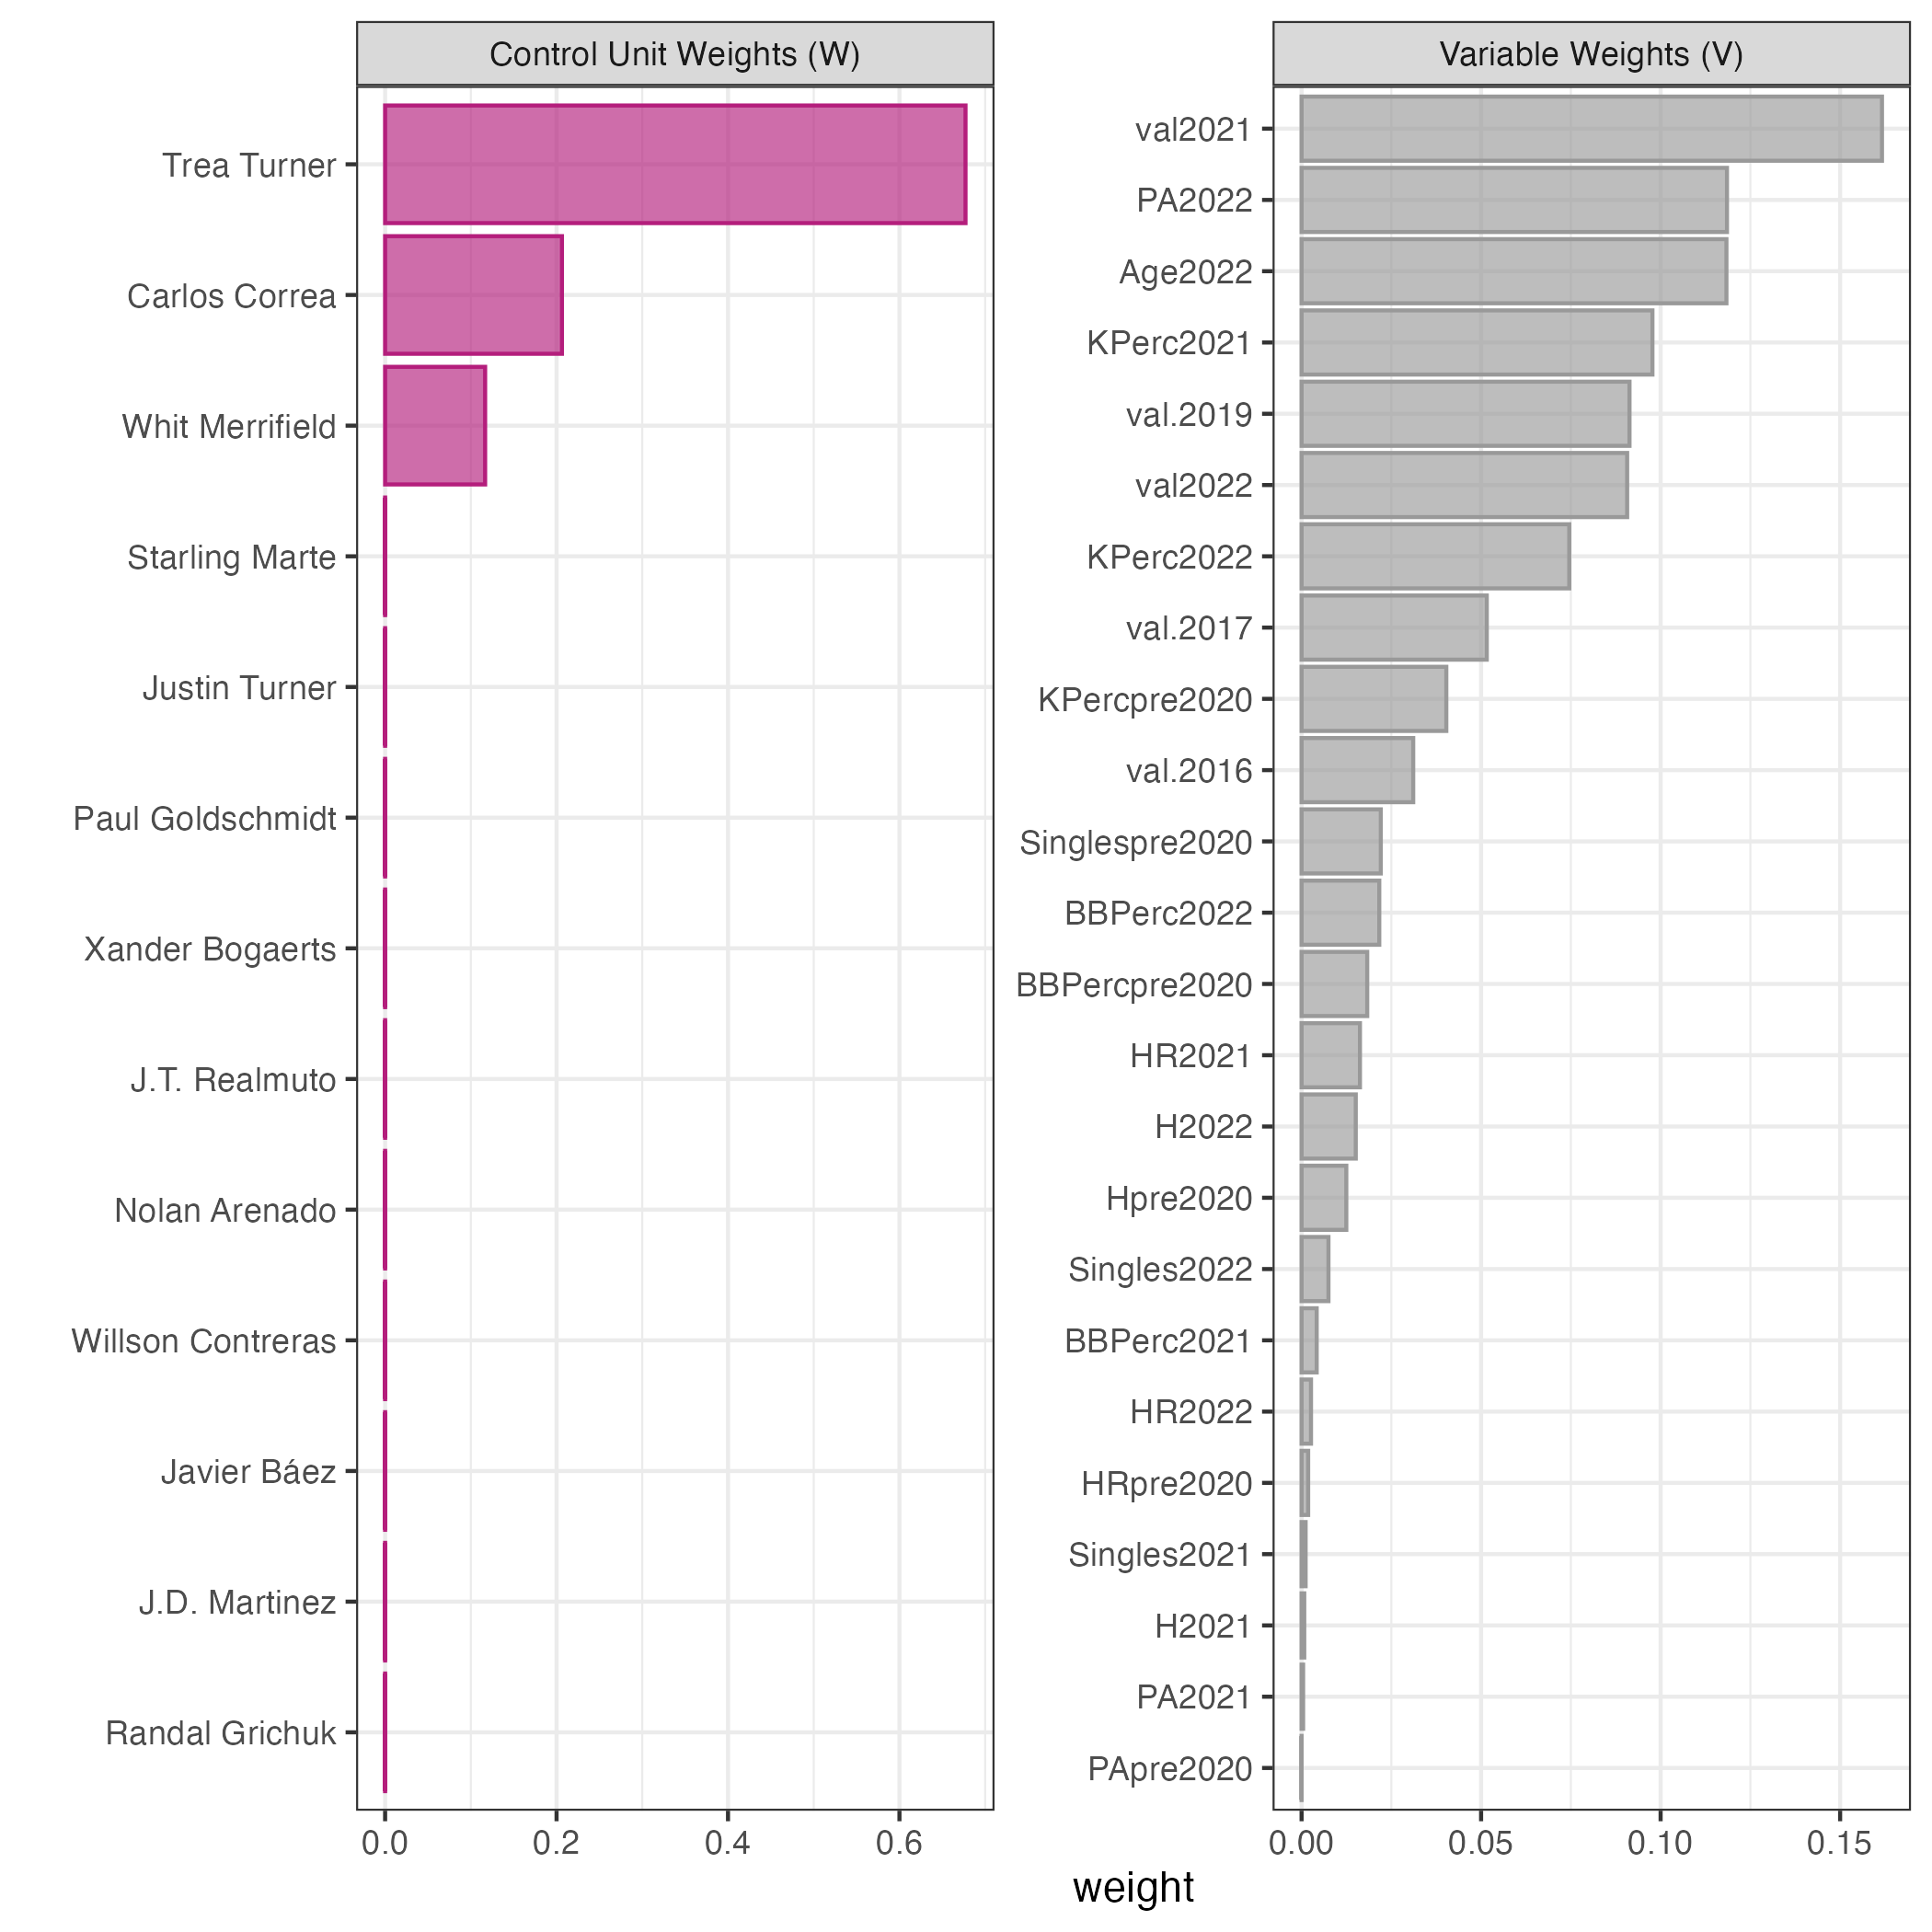 Control Unit Weights (W)
Trea Turner
Carlos Correa
Whit Merrifield
Starling Marte
Justin Turner
Paul Goldschmidt
Xander Bogaerts
J.T. Realmuto
Nolan Arenado
Willson Contreras
Javier Báez
J.D. Martinez
Randal Grichuk
0.0 0.2 0.4 0.6
Variable Weights (V)
val2021
PA2022
Age2022
KPerc2021
val.2019
val2022
KPerc2022
val.2017
KPercpre2020
val.2016
Singlespre2020
BBPerc2022
BBPercpre2020
HR2021
H2022
Hpre2020
Singles2022
BBPerc2021
HR2022
HRpre2020
Singles2021
H2021
PA2021
PApre2020
0.00 0.05 0.10 0.15
weight